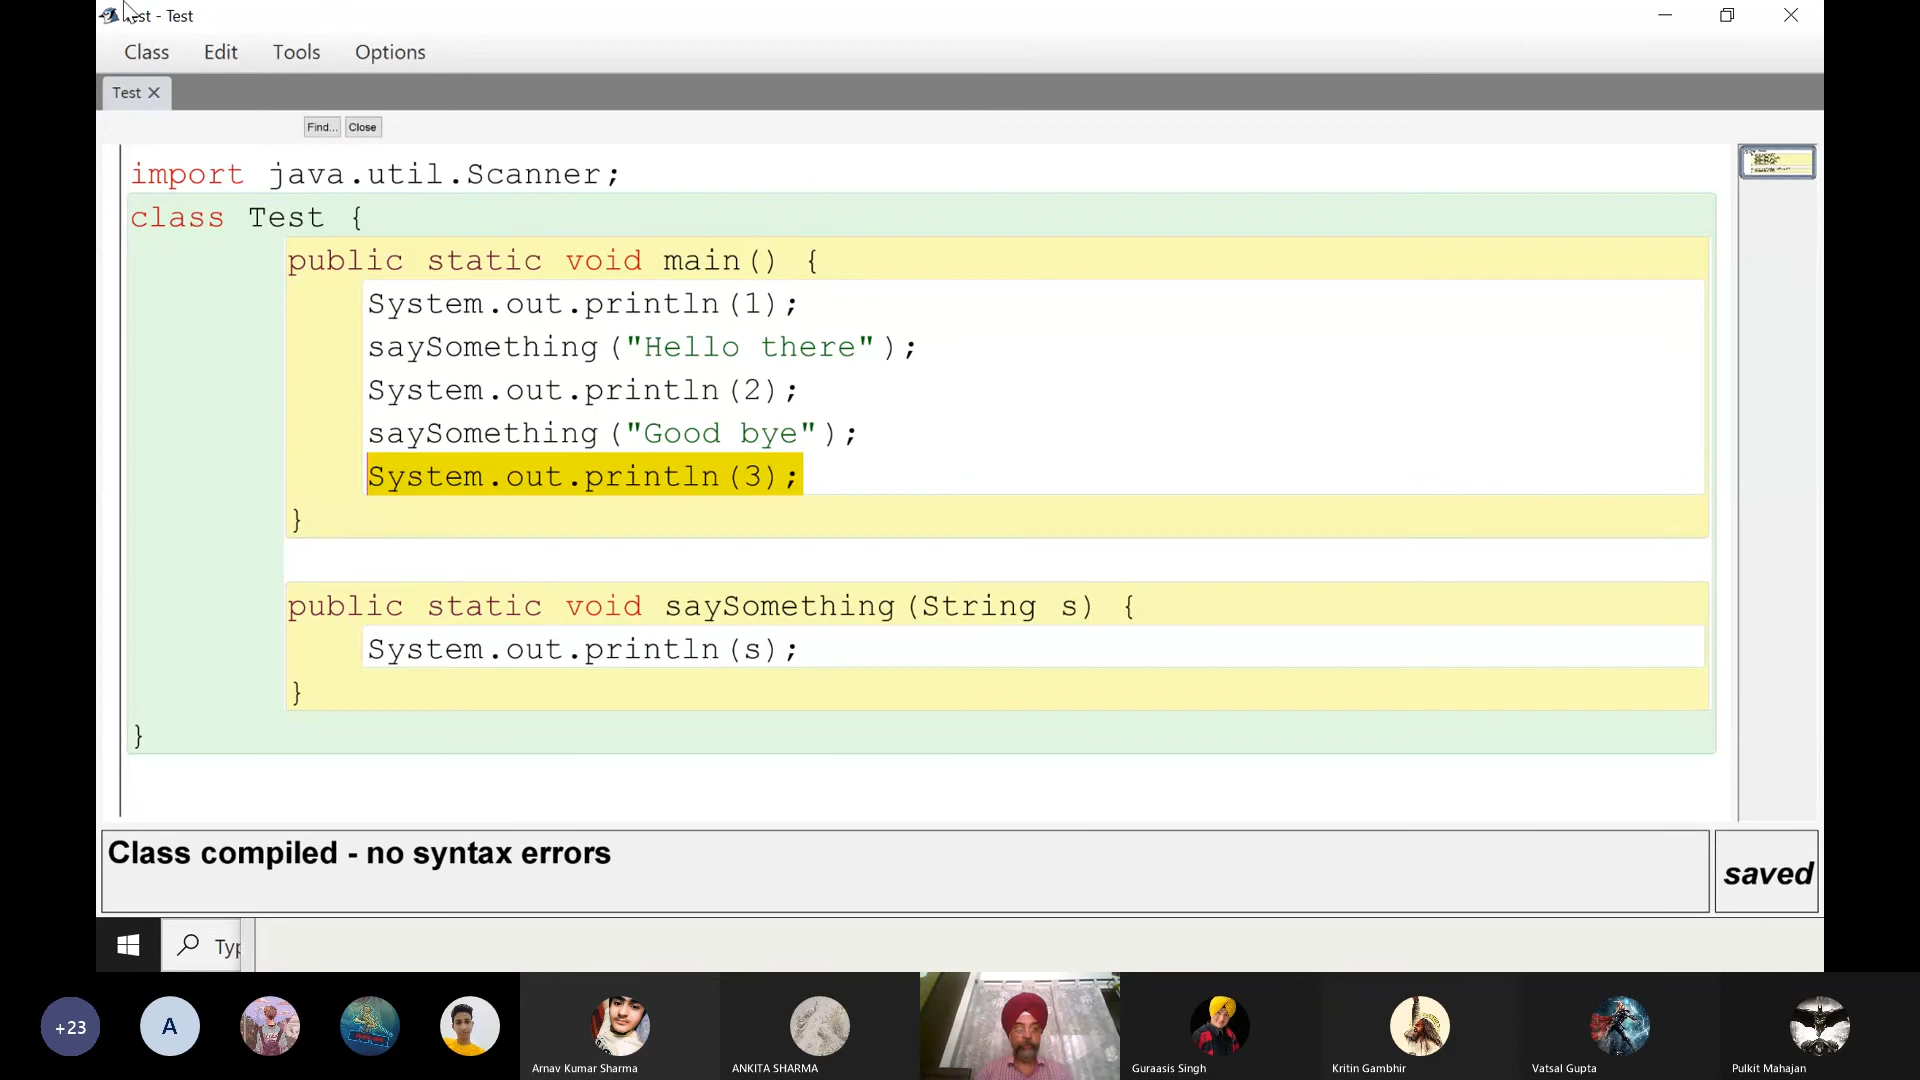 st - Test
Class Edit Tools Options
Test
Find... Close
import java.util.Scanner;
class Test {
public static void main() {
System.out.println(1);
saySomething("Hello there");
System.out.println(2);
saySomething("Good bye");
System.out.println(3);
}
public static void saySomething(String s) {
System.out.println(s);
}
}
Class compiled - no syntax errors
saved
Typ
+23
A
Arnav Kumar Sharma
ANKITA SHARMA
Guraasis Singh
Kritin Gambhir
Vatsal Gupta
Pulkit Mahajan